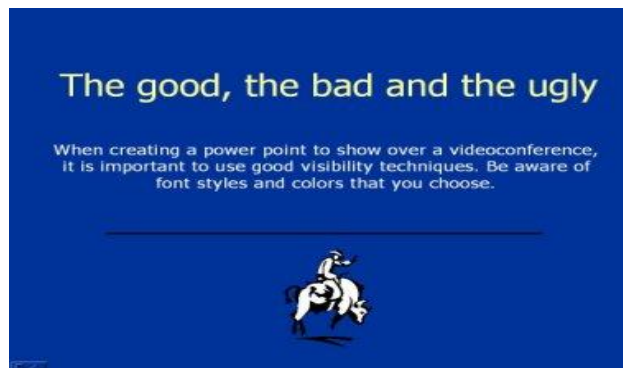 The good, the bad and the ugly
When creating a power point to show over a videoconference,
it is important to use good visibility techniques. Be aware of
font styles and colors that you choose.